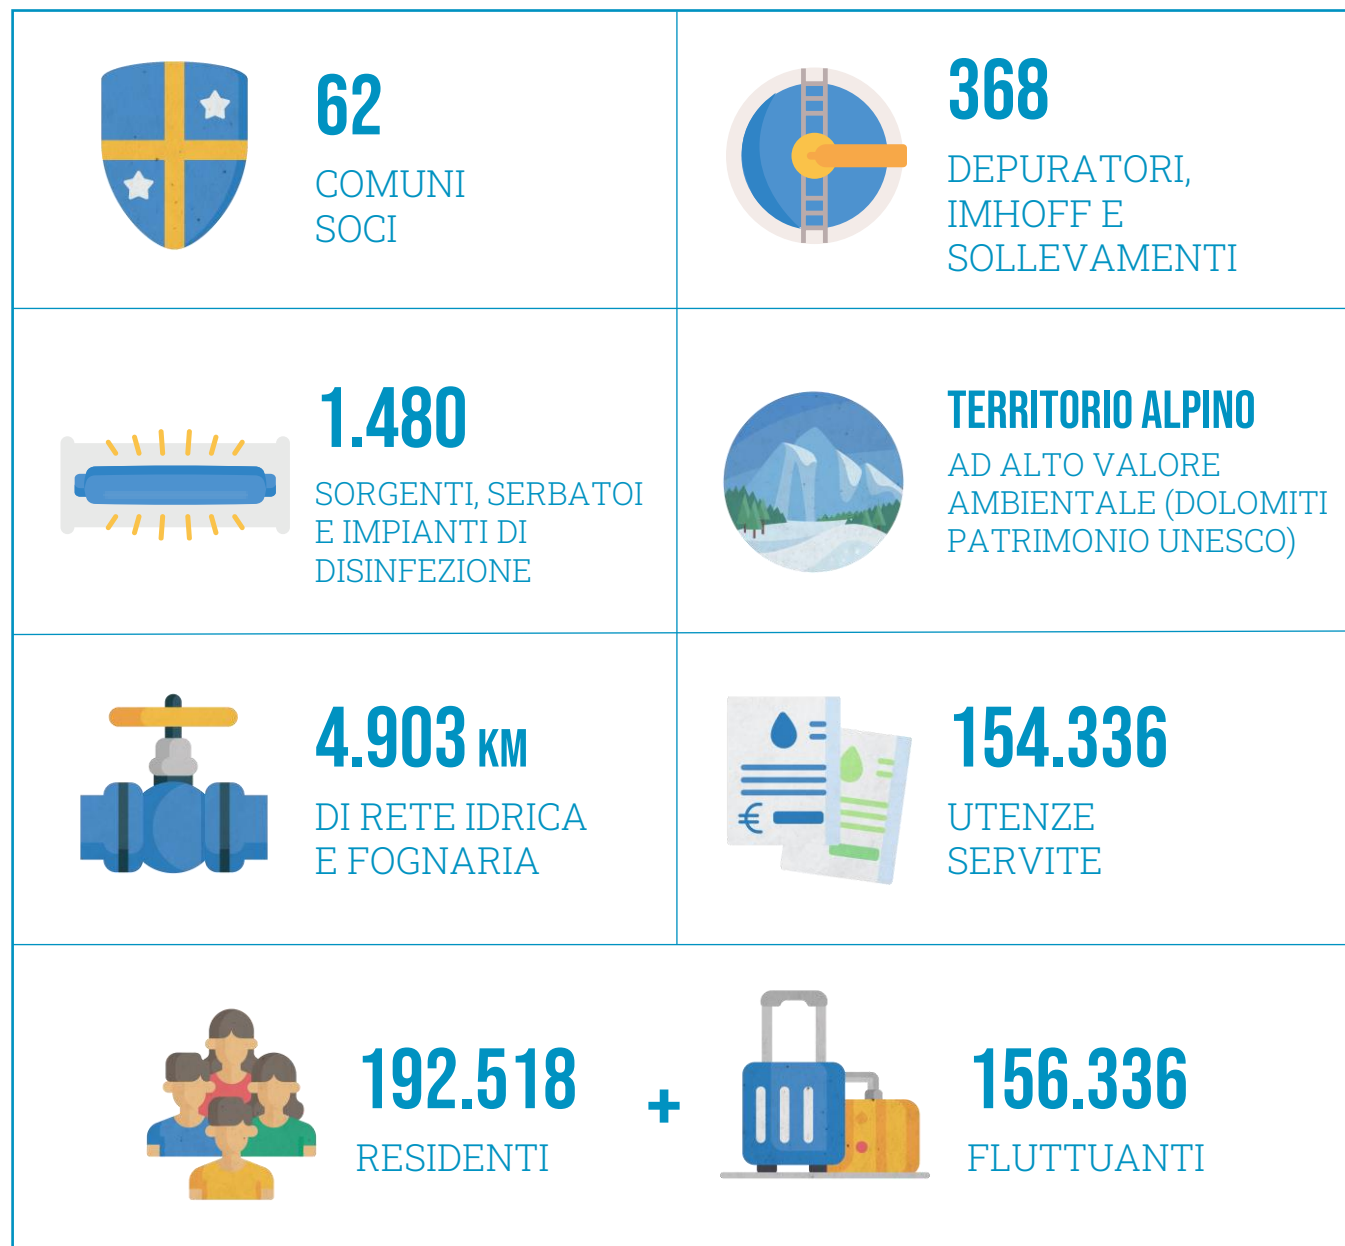 62
COMUNI
SOCI
368
DEPURATORI,
IMHOFF E
SOLLEVAMENTI
1.480
SORGENTI, SERBATOI
E IMPIANTI DI
DISINFEZIONE
TERRITORIO ALPINO
AD ALTO VALORE
AMBIENTALE (DOLOMITI
PATRIMONIO UNESCO)
4.903 KM
DI RETE IDRICA
E FOGNARIA
154.336
UTENZE
SERVITE
192.518
RESIDENTI
+
156.336
FLUTTUANTI